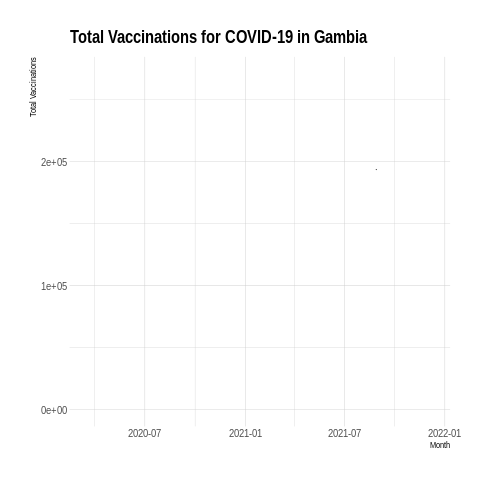 Total Vaccinations for COVID-19 in Gambia
Total Vaccinations
2e+05
1e+05
0e+00
2020-07 2021-01 2021-07 2022-01
Month